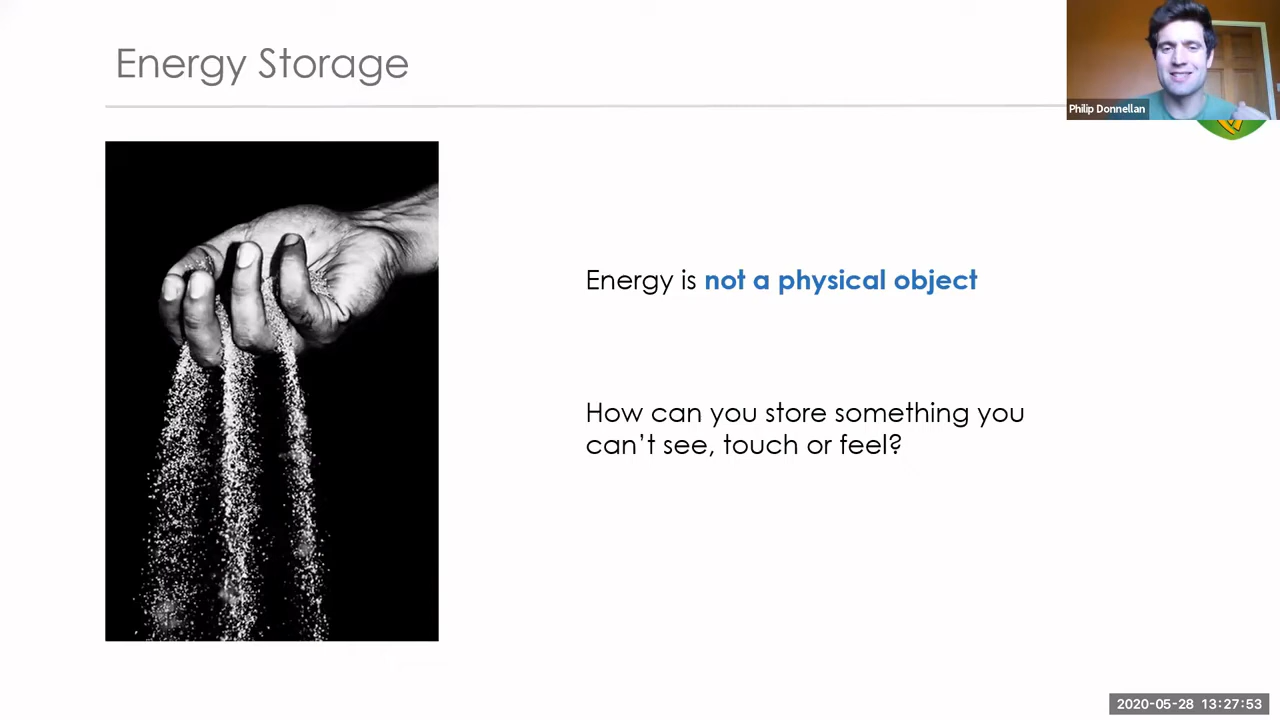 Energy Storage
Philip Donnellan
Energy is not a physical object
How can you store something you
can't see, touch or feel?
2020-05-28 13:27:53